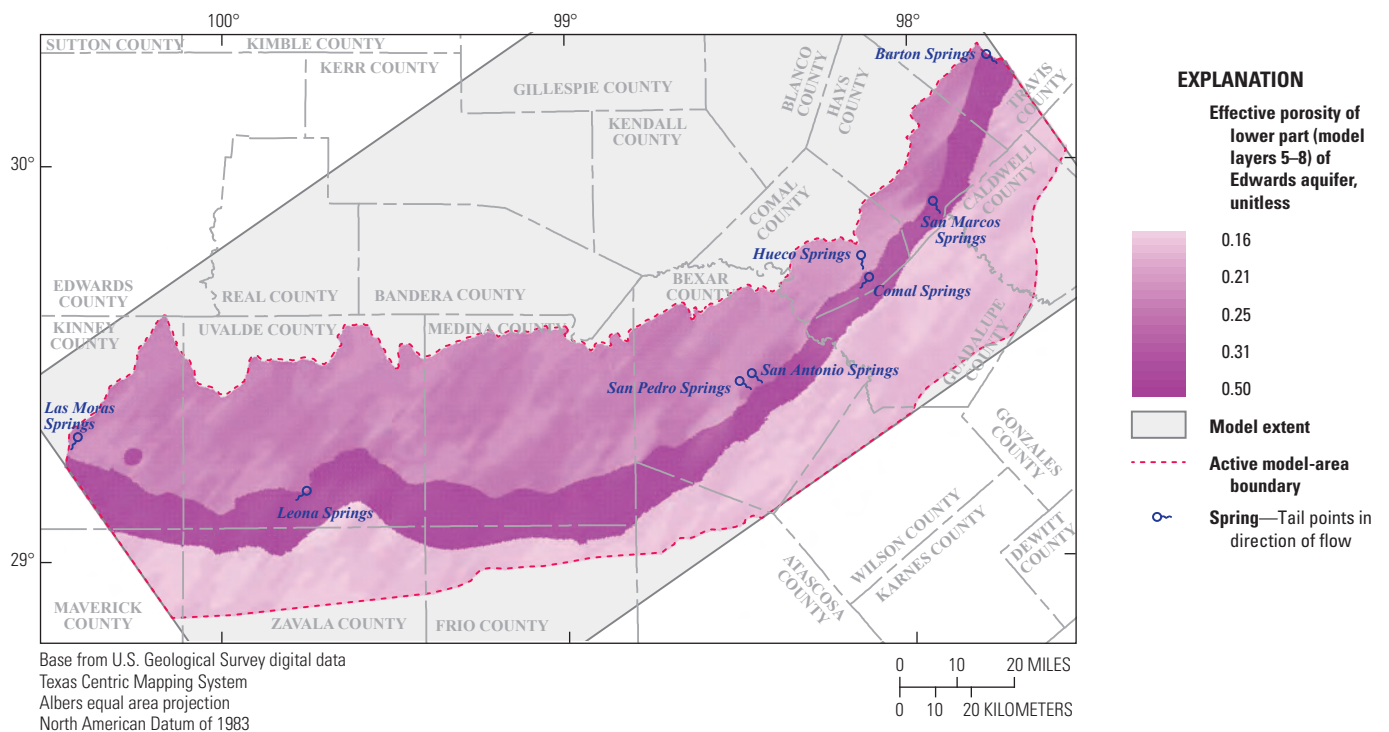 100°
99°
98°
SUTTON COUNTY
KIMBLE COUNTY
KERR COUNTY
GILLESPIE COUNTY
KENDALL
COUNTY
BLANCO
COUNTY
HAYS
COUNTY
Barton Springs
TRAVIS
COUNTY
30°
COMAL
COUNTY
CALDWELL
COUNTY
San Marcos
Springs
Hueco Springs
Comal Springs
BEXAR
COUNTY
EDWARDS
COUNTY
REAL COUNTY
BANDERA COUNTY
KINNEY
COUNTY
UVALDE COUNTY
MEDINA COUNTY
GUADALUPE
COUNTY
San Pedro Springs
San Antonio Springs
Las Moras
Springs
GONZALES
COUNTY
Leona Springs
WILSON COUNTY
KARNES COUNTY
DEWITT
COUNTY
29°
ATASCOSA
COUNTY
MAVERICK
COUNTY
ZAVALA COUNTY
FRIO COUNTY
Base from U.S. Geological Survey digital data
Texas Centric Mapping System
Albers equal area projection
North American Datum of 1983
0 10 20 MILES
0 10 20 KILOMETERS
EXPLANATION
Effective porosity of
lower part (model
layers 5–8) of
Edwards aquifer,
unitless
0.16
0.21
0.25
0.31
0.50
Model extent
Active model-area
boundary
Spring—Tail points in
direction of flow